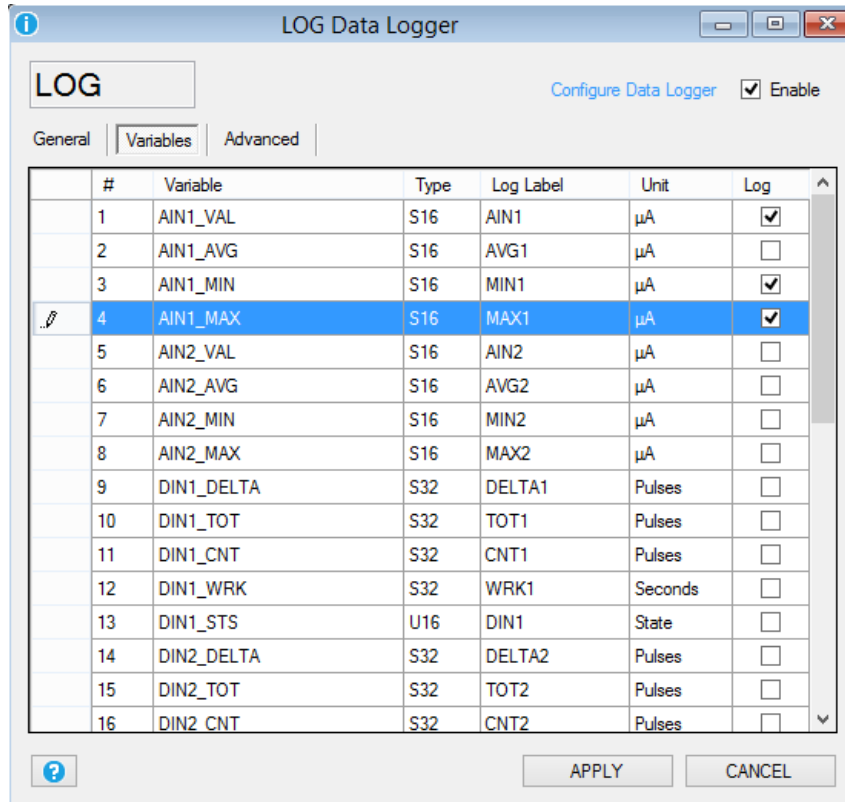 LOG Data Logger
LOG
Configure Data Logger Enable
General Variables Advanced
# Variable Type Log Label Unit Log
1 AIN1_VAL S16 AIN1 µA
2 AIN1_AVG S16 AVG1 µA
3 AIN1_MIN S16 MIN1 µA
4 AIN1_MAX S16 MAX1 µA
5 AIN2_VAL S16 AIN2 µA
6 AIN2_AVG S16 AVG2 µA
7 AIN2_MIN S16 MIN2 µA
8 AIN2_MAX S16 MAX2 µA
9 DIN1_DELTA S32 DELTA1 Pulses
10 DIN1_TOT S32 TOT1 Pulses
11 DIN1_CNT S32 CNT1 Pulses
12 DIN1_WRK S32 WRK1 Seconds
13 DIN1_STS U16 DIN1 State
14 DIN2_DELTA S32 DELTA2 Pulses
15 DIN2_TOT S32 TOT2 Pulses
16 DIN2_CNT S32 CNT2 Pulses
APPLY CANCEL